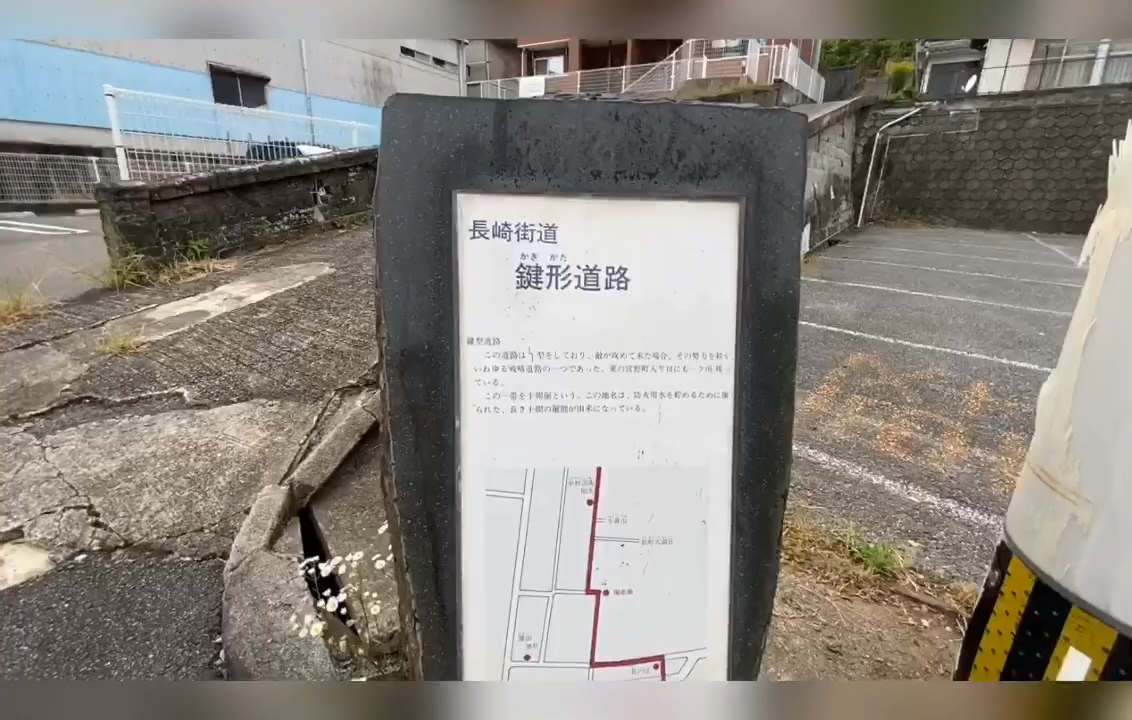 長崎街道
かぎ がた
鍵形道路
鍵型道路
この道路は 型をしており、敵が攻めて来た場合、その勢力を
いわゆる戦略道路の一つであった。東の宮野町入り口にも一ケ所残っ
ている。
この一帯を十間堀という。この地名は、防火用水を貯めるために掘
られた、長さ十間の堀割が由来になっている。